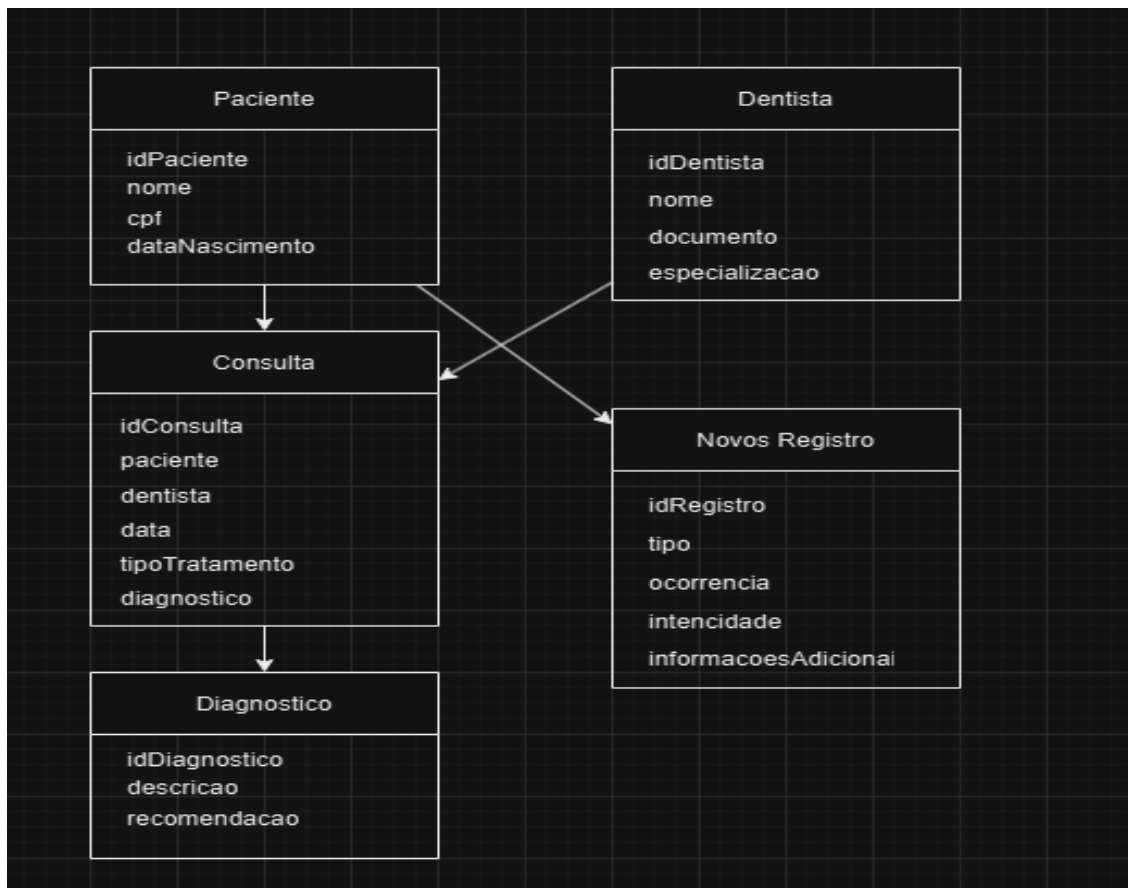 Paciente
idPaciente
nome
cpf
dataNascimento
Dentista
idDentista
nome
documento
especializacao
Consulta
idConsulta
paciente
dentista
data
tipoTratamento
diagnostico
Novos Registro
idRegistro
tipo
ocorrencia
intencidade
informacoesAdicionai
Diagnostico
idDiagnostico
descricao
recomendacao